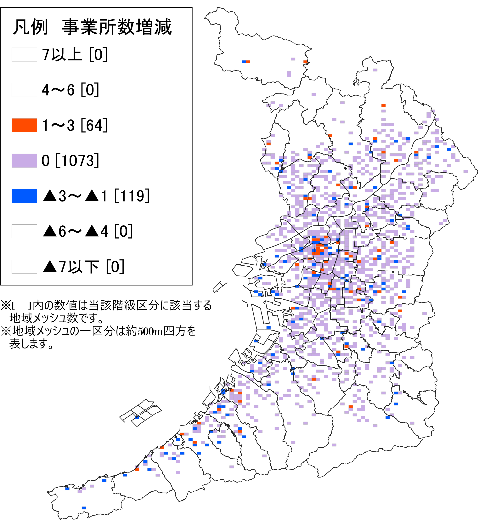 凡例 事業所数増減
7以上 [0]
4～6 [0]
1～3 [64]
0 [1073]
▲3～▲1 [119]
▲6～▲4 [0]
▲7以下 [0]
※[ ]内の数値は当該階級区分に該当する
地域メッシュ数です。
※地域メッシュの一区分は約500m四方を
表します。